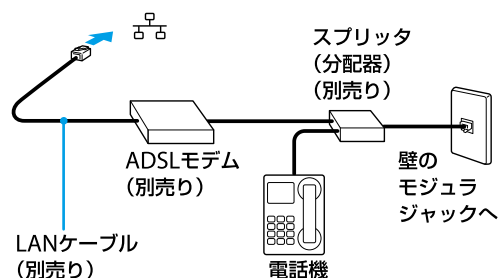 スプリッタ
（分配器）
（別売り）
ADSLモデム
（別売り）
壁の
モジュラ
ジャックへ
LANケーブル
（別売り）
電話機